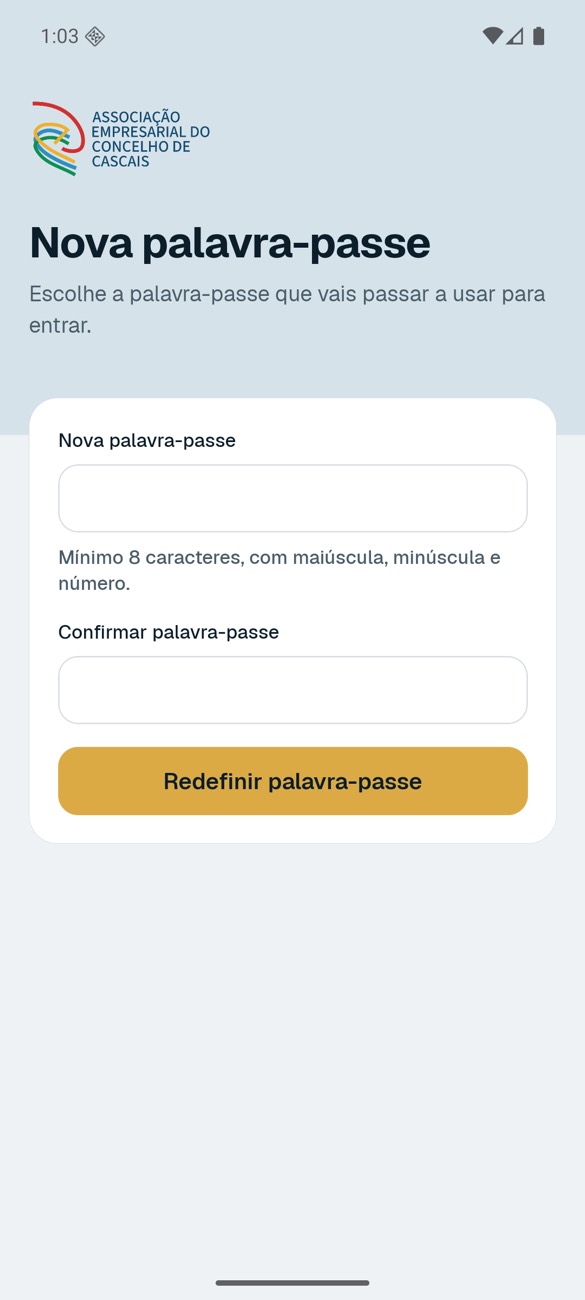 1:03
ASSOCIAÇÃO
EMPRESARIAL DO
CONCELHO DE
CASCAIS
Nova palavra-passe
Escolhe a palavra-passe que vais passar a usar para
entrar.
Nova palavra-passe
Mínimo 8 caracteres, com maiúscula, minúscula e
número.
Confirmar palavra-passe
Redefinir palavra-passe